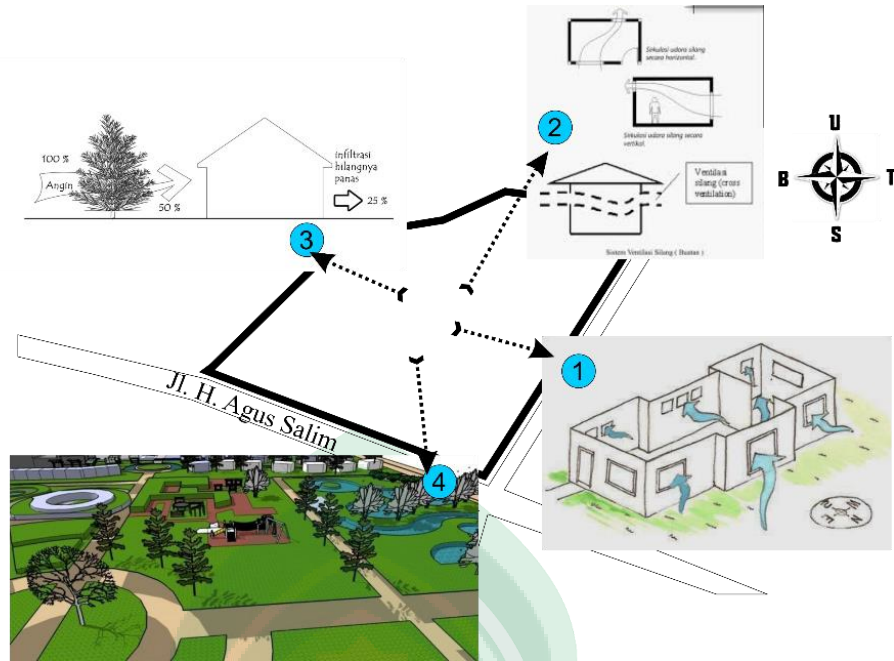 Sirkulasi udara silang
secara horizontal.
Sirkulasi udara silang secara
vertikal.
2
Ventilasi
silang (cross
ventilation)
Sistem Ventilasi Silang ( Buatan )
U
B
T
S
100 %
Angin
50 %
infiltrasi
hilangnya
panas
25 %
3
1
Jl. H. Agus Salim
4